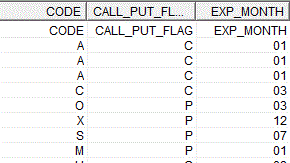 CODE CALL_PUT_FL... EXP_MONTH
CODE CALL_PUT_FLAG EXP_MONTH
A C 01
A C 01
A C 01
C C 03
O P 03
X P 12
S P 07
M P 01